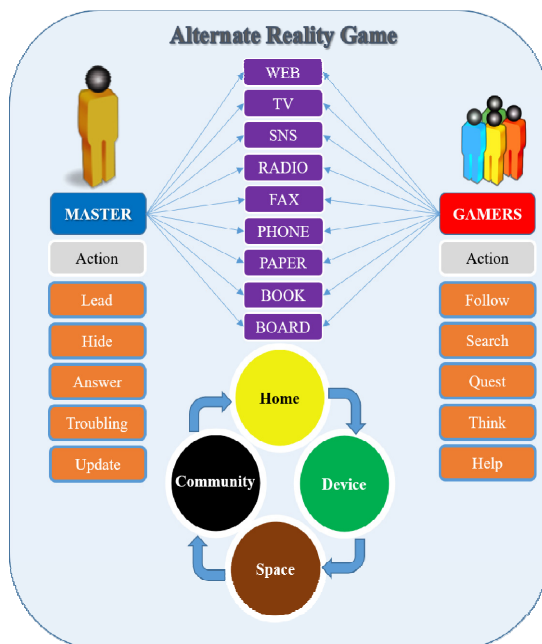 Alternate Reality Game
WEB
TV
SNS
RADIO
FAX
PHONE
PAPER
BOOK
BOARD
MASTER
Action
Lead
Hide
Answer
Troubling
Update
GAMERS
Action
Follow
Search
Quest
Think
Help
Home
Device
Space
Community